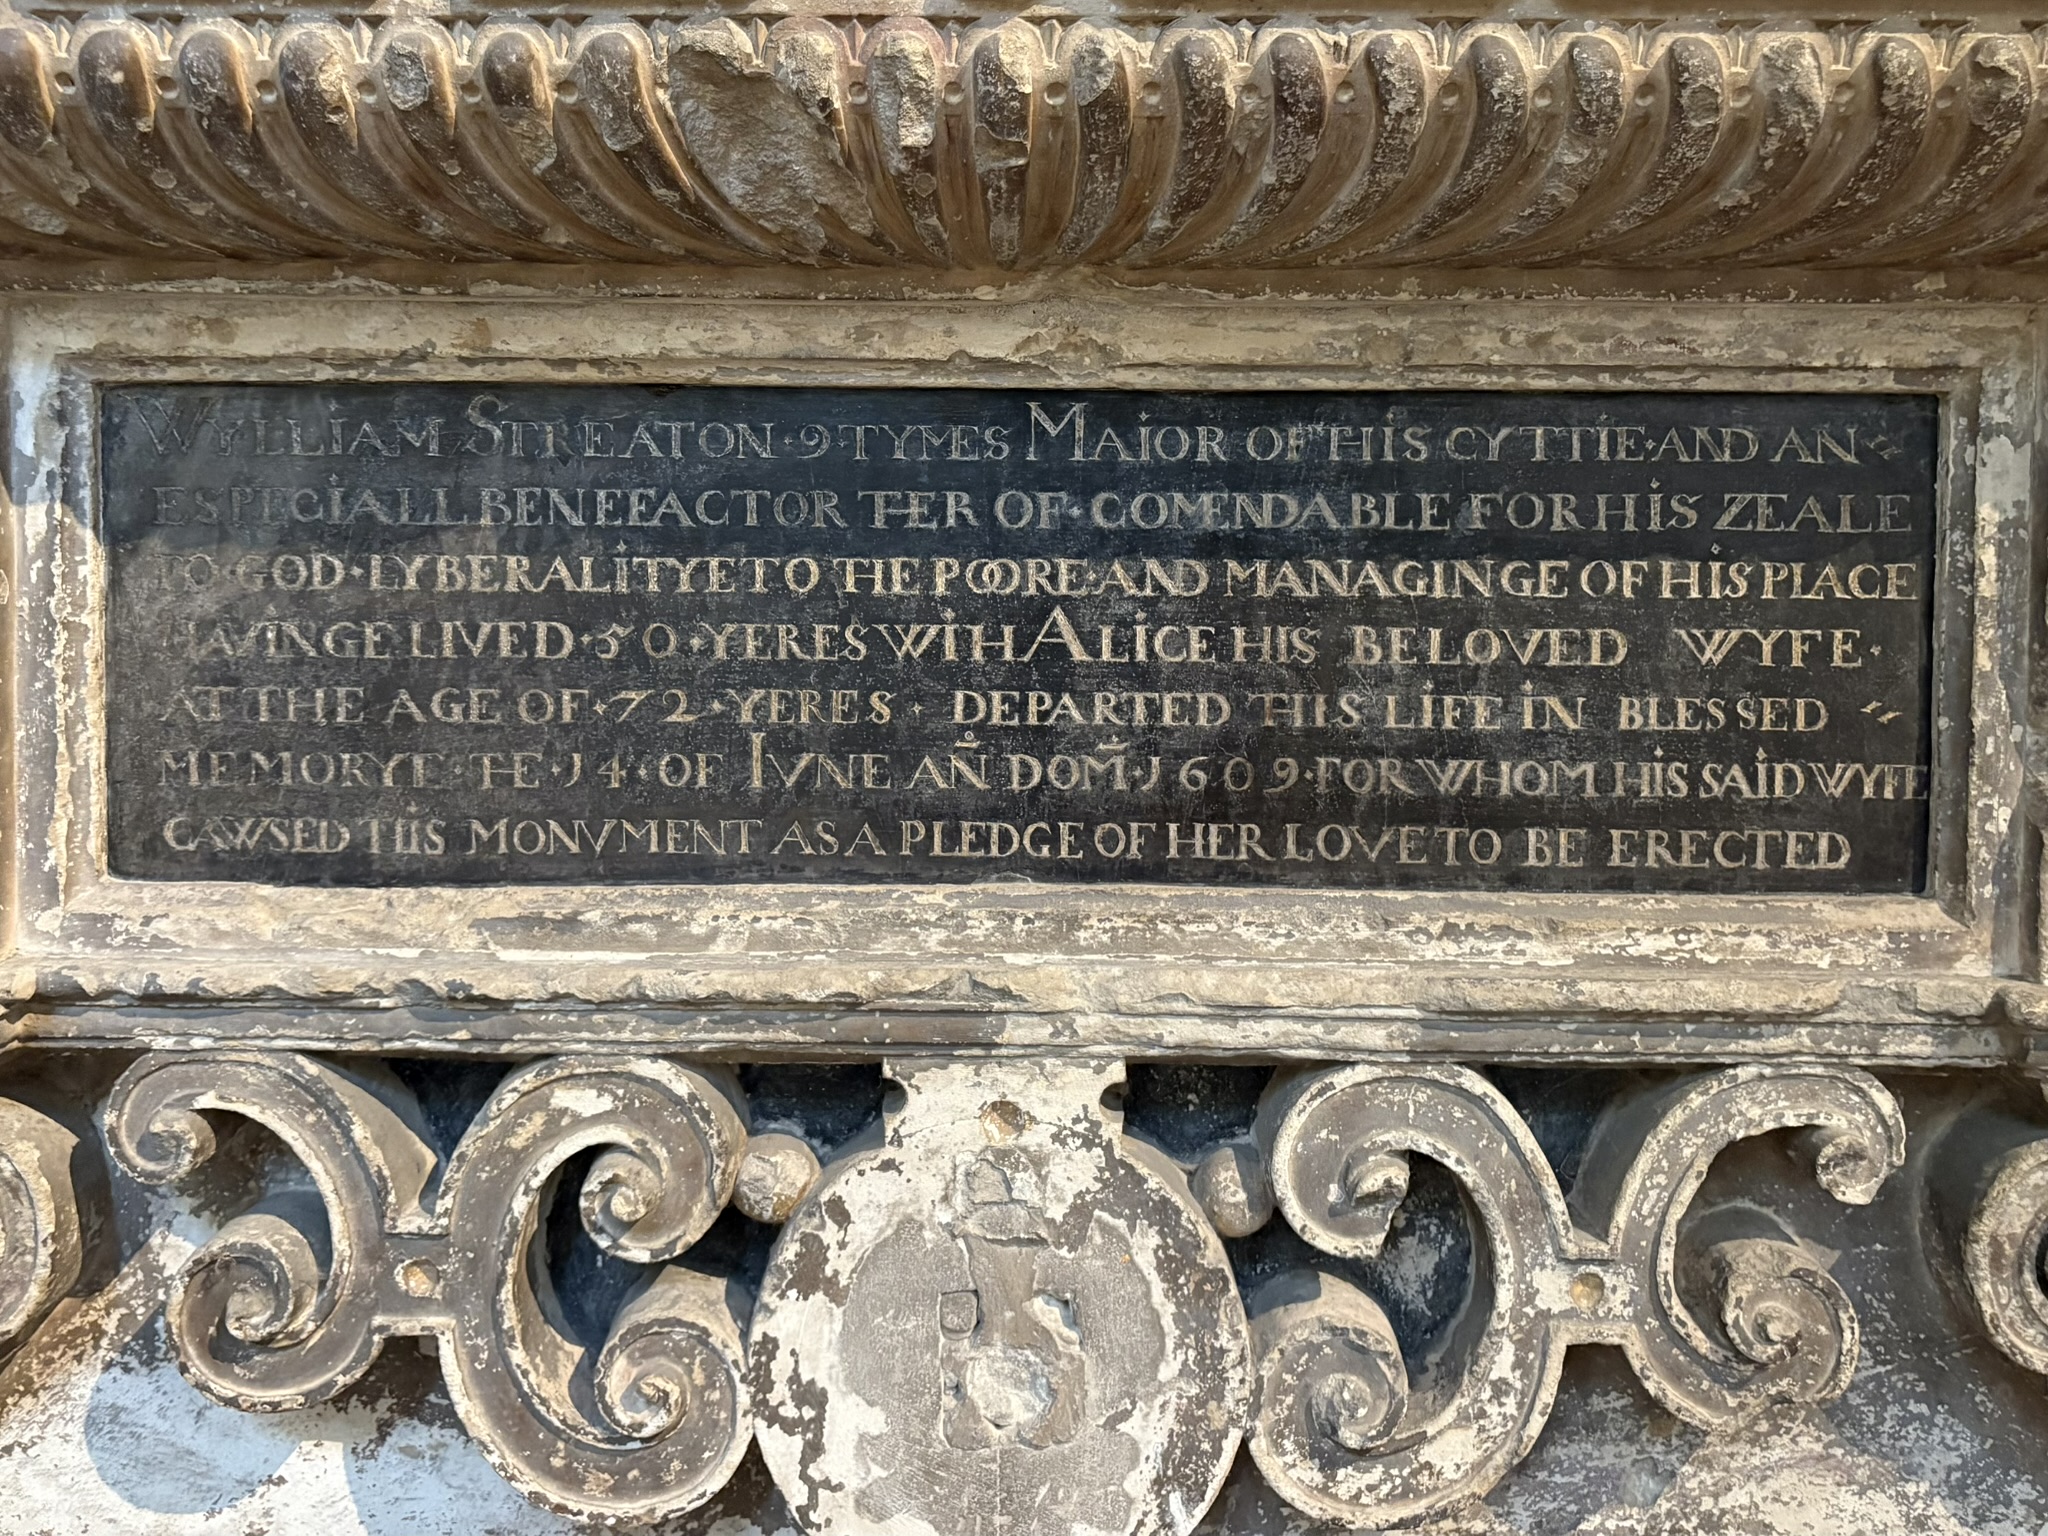 WYLLIAM STREATON · 9 · TYMES MAIOR OF THIS CYTTIE · AND AN "
ESPECIALL BENEFACTOR THER OF · COMENDABLE FOR HIS ZEALE
TO · GOD · LYBERALITYE TO THE POORE · AND MANAGINGE OF HIS PLACE
HAVINGE LIVED · 50 · YERES WITH ALICE HIS BELOVED WYFE ·
AT THE AGE OF · 72 · YERES · DEPARTED THIS LIFE IN BLESSED "
MEMORYE · THE · 14 · OF IVNE AÑ DOM̃ · 1609 · FOR WHOM HIS SAID WYFE
CAWSED THIS MONVMENT AS A PLEDGE OF HER LOVE TO BE ERECTED